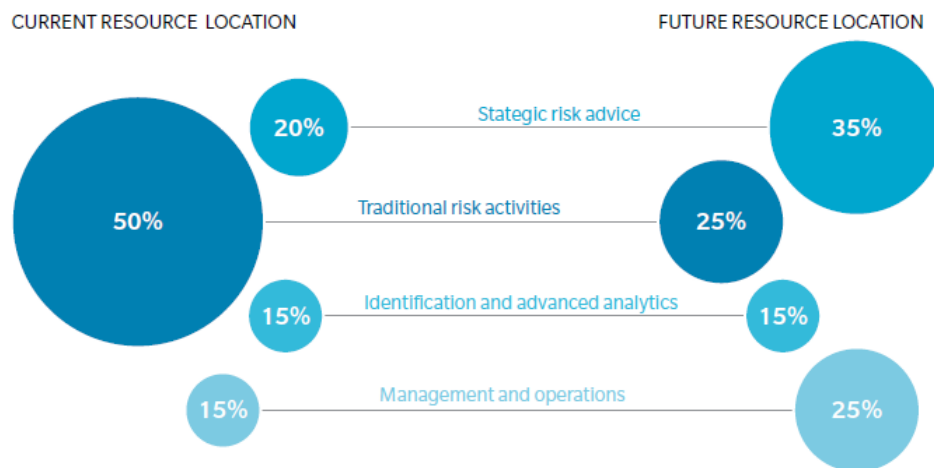 CURRENT RESOURCE LOCATION
FUTURE RESOURCE LOCATION
20%
Stategic risk advice
35%
50%
Traditional risk activities
25%
15%
Identification and advanced analytics
15%
15%
Management and operations
25%